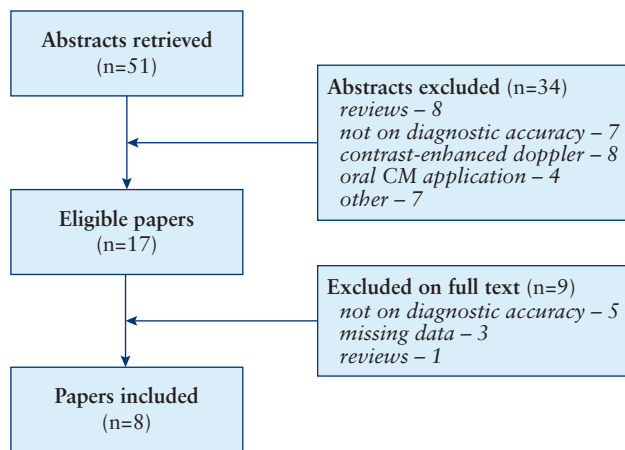 Abstracts retrieved
(n=51)
Abstracts excluded (n=34)
reviews – 8
not on diagnostic accuracy – 7
contrast-enhanced doppler – 8
oral CM application – 4
other – 7
Eligible papers
(n=17)
Excluded on full text (n=9)
not on diagnostic accuracy – 5
missing data – 3
reviews – 1
Papers included
(n=8)